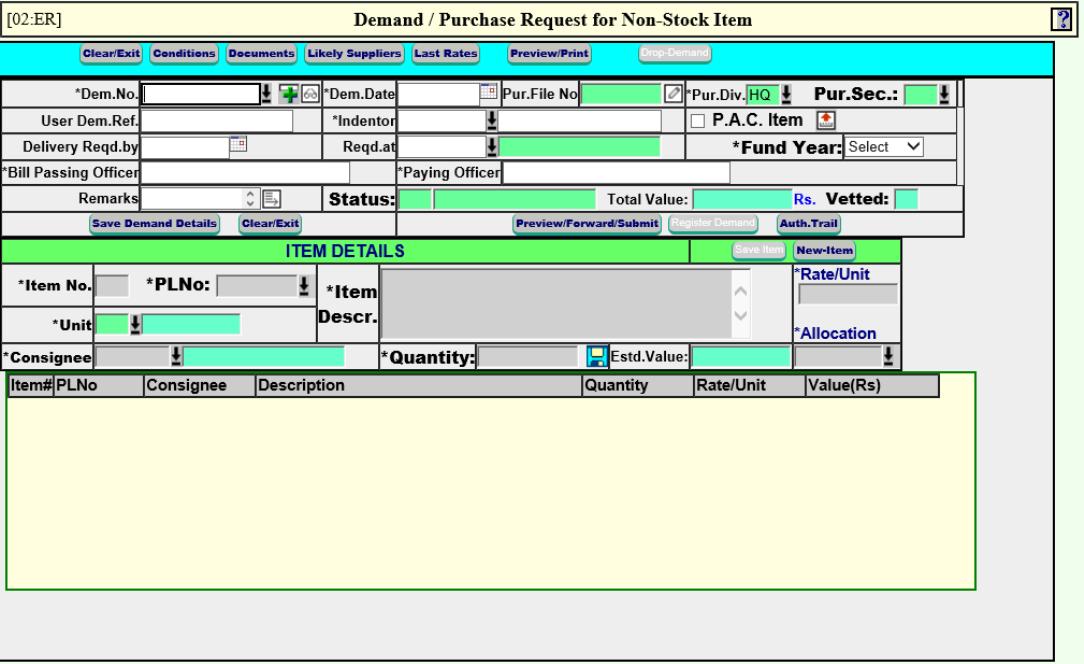 [02:ER] Demand / Purchase Request for Non-Stock Item ?
Clear/Exit Conditions Documents Likely Suppliers Last Rates Preview/Print Drop-Demand
*Dem.No. *Dem.Date Pur.File No *Pur.Div. HQ Pur.Sec.:
User Dem.Ref. *Indentor P.A.C. Item
Delivery Reqd.by Reqd.at *Fund Year: Select
*Bill Passing Officer *Paying Officer
Remarks Status: Total Value: Rs. Vetted:
Save Demand Details Clear/Exit Preview/Forward/Submit Register Demand Auth.Trail
ITEM DETAILS Save Item New-Item
*Item No. *PLNo: *Item Descr. *Rate/Unit
*Unit *Allocation
*Consignee *Quantity: Estd.Value:
Item# PLNo Consignee Description Quantity Rate/Unit Value(Rs)